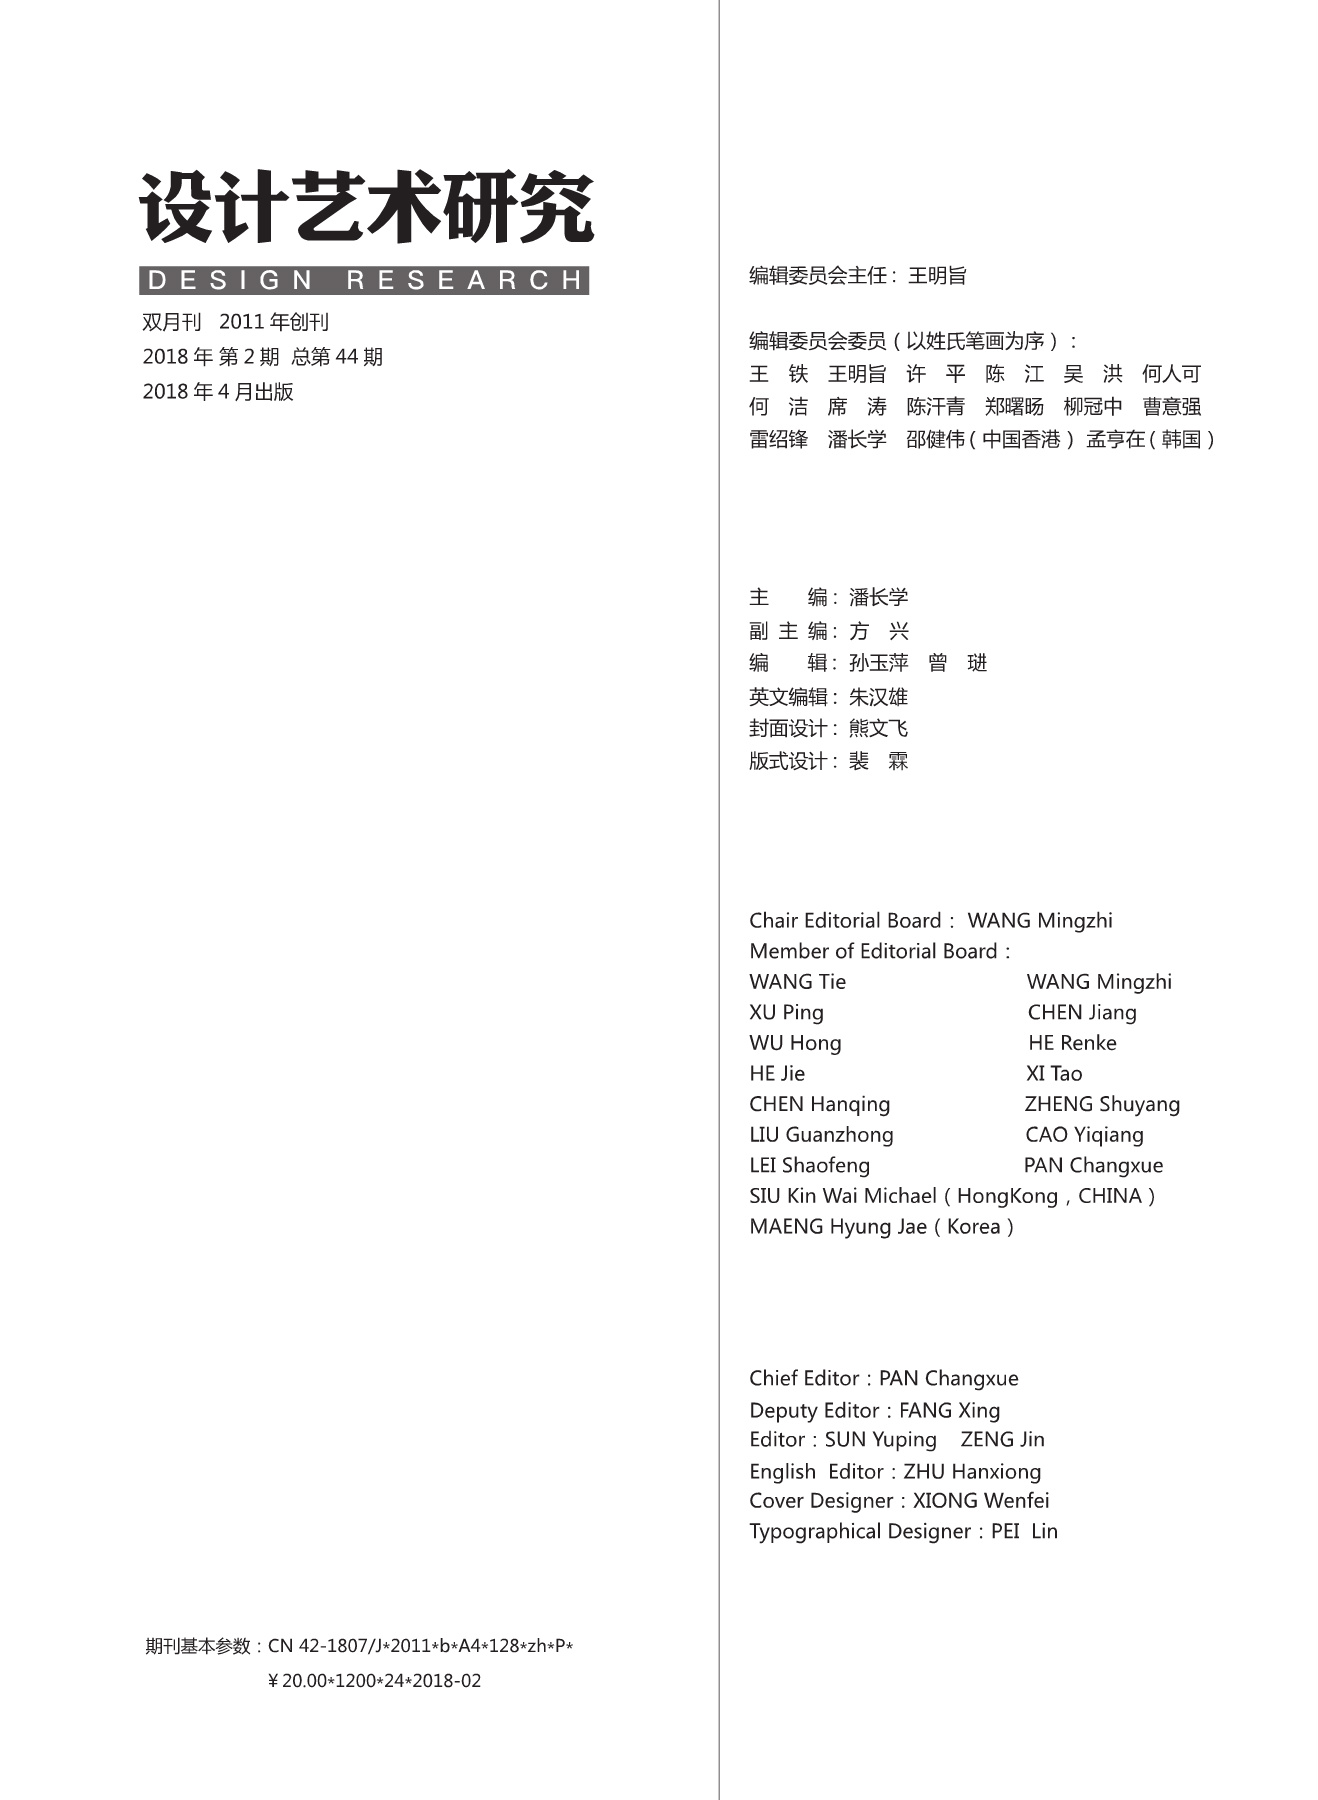 设计艺术研究
DESIGN RESEARCH
双月刊 2011 年创刊
2018 年 第 2 期 总第 44 期
2018 年 4 月出版
期刊基本参数：CN 42-1807/J*2011*b*A4*128*zh*P*
¥20.00*1200*24*2018-02
编辑委员会主任：王明旨
编辑委员会委员（以姓氏笔画为序）：
王 铁 王明旨 许 平 陈 江 吴 洪 何人可
何 洁 席 涛 陈汗青 郑曙旸 柳冠中 曹意强
雷绍锋 潘长学 邵健伟（中国香港） 孟亨在（韩国）
主 编：潘长学
副 主 编：方 兴
编 辑：孙玉萍 曾 琎
英文编辑：朱汉雄
封面设计：熊文飞
版式设计：裴 霖
Chair Editorial Board： WANG Mingzhi
Member of Editorial Board：
WANG Tie WANG Mingzhi
XU Ping CHEN Jiang
WU Hong HE Renke
HE Jie XI Tao
CHEN Hanqing ZHENG Shuyang
LIU Guanzhong CAO Yiqiang
LEI Shaofeng PAN Changxue
SIU Kin Wai Michael（HongKong，CHINA）
MAENG Hyung Jae（Korea）
Chief Editor：PAN Changxue
Deputy Editor：FANG Xing
Editor：SUN Yuping ZENG Jin
English Editor：ZHU Hanxiong
Cover Designer：XIONG Wenfei
Typographical Designer：PEI Lin